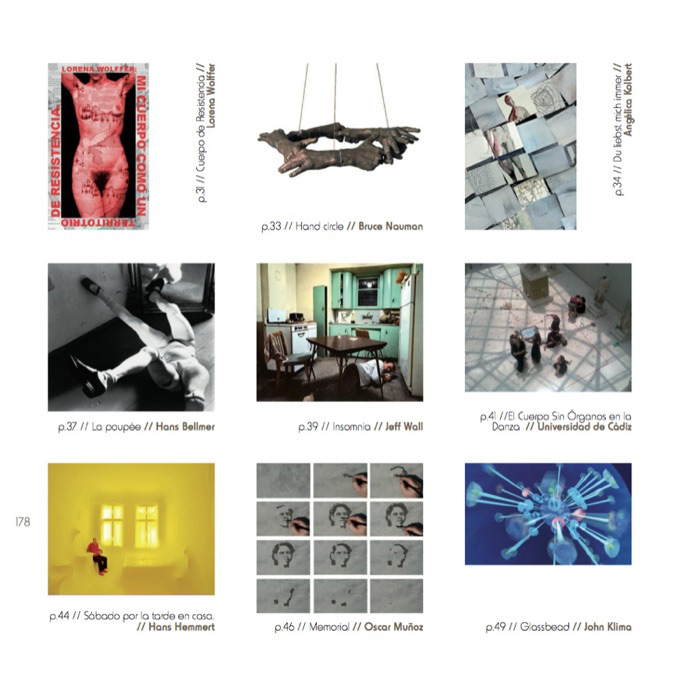 LORENA WOLFFER:
MI CUERPO COMO UN
TERRITOTRIO
DE RESISTENCIA
p.31 // Cuerpo de Resistencia //
Lorena Wolffer
p.33 // Hand circle // Bruce Nauman
p.34 // Du liebst mich immer //
Angélica Kolbert
p.37 // La poupée // Hans Bellmer
p.39 // Insomnia // Jeff Wall
p.41 //El Cuerpo Sin Órganos en la
Danza // Universidad de Cádiz
178
p.44 // Sábado por la tarde en casa.
// Hans Hemmert
p.46 // Memorial // Oscar Muñoz
p.49 // Glassbead // John Klima